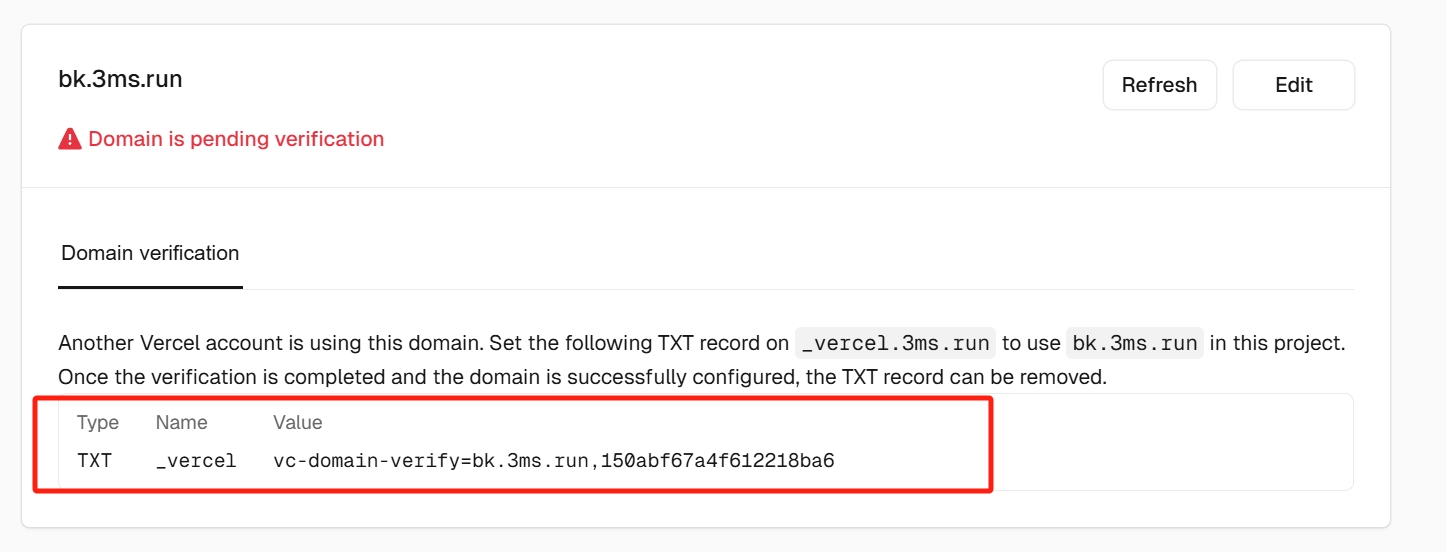 bk.3ms.run
Refresh
Edit
Domain is pending verification
Domain verification
Another Vercel account is using this domain. Set the following TXT record on _vercel.3ms.run to use bk.3ms.run in this project.
Once the verification is completed and the domain is successfully configured, the TXT record can be removed.
Type Name Value
TXT _vercel vc-domain-verify=bk.3ms.run,150abf67a4f612218ba6